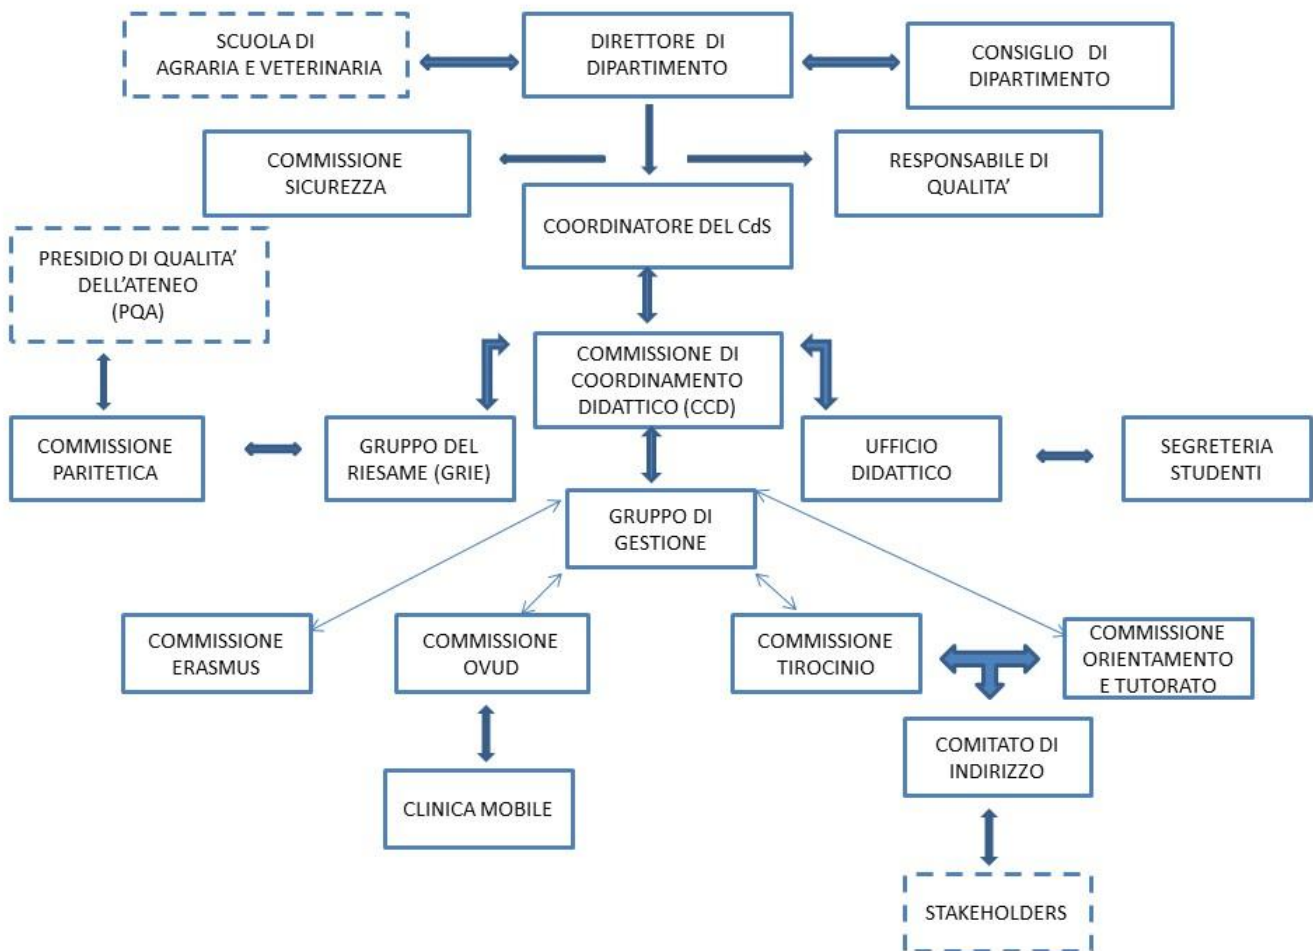 SCUOLA DI
AGRARIA E VETERINARIA
DIRETTORE DI
DIPARTIMENTO
CONSIGLIO DI
DIPARTIMENTO
COMMISSIONE
SICUREZZA
RESPONSABILE DI
QUALITA’
COORDINATORE DEL CdS
PRESIDIO DI QUALITA’
DELL’ATENEO
(PQA)
COMMISSIONE DI
COORDINAMENTO
DIDATTICO (CCD)
COMMISSIONE
PARITETICA
GRUPPO DEL
RIESAME (GRIE)
UFFICIO
DIDATTICO
SEGRETERIA
STUDENTI
GRUPPO DI
GESTIONE
COMMISSIONE
ERASMUS
COMMISSIONE
OVUD
COMMISSIONE
TIROCINIO
COMMISSIONE
ORIENTAMENTO
E TUTORATO
COMITATO DI
INDIRIZZO
CLINICA MOBILE
STAKEHOLDERS